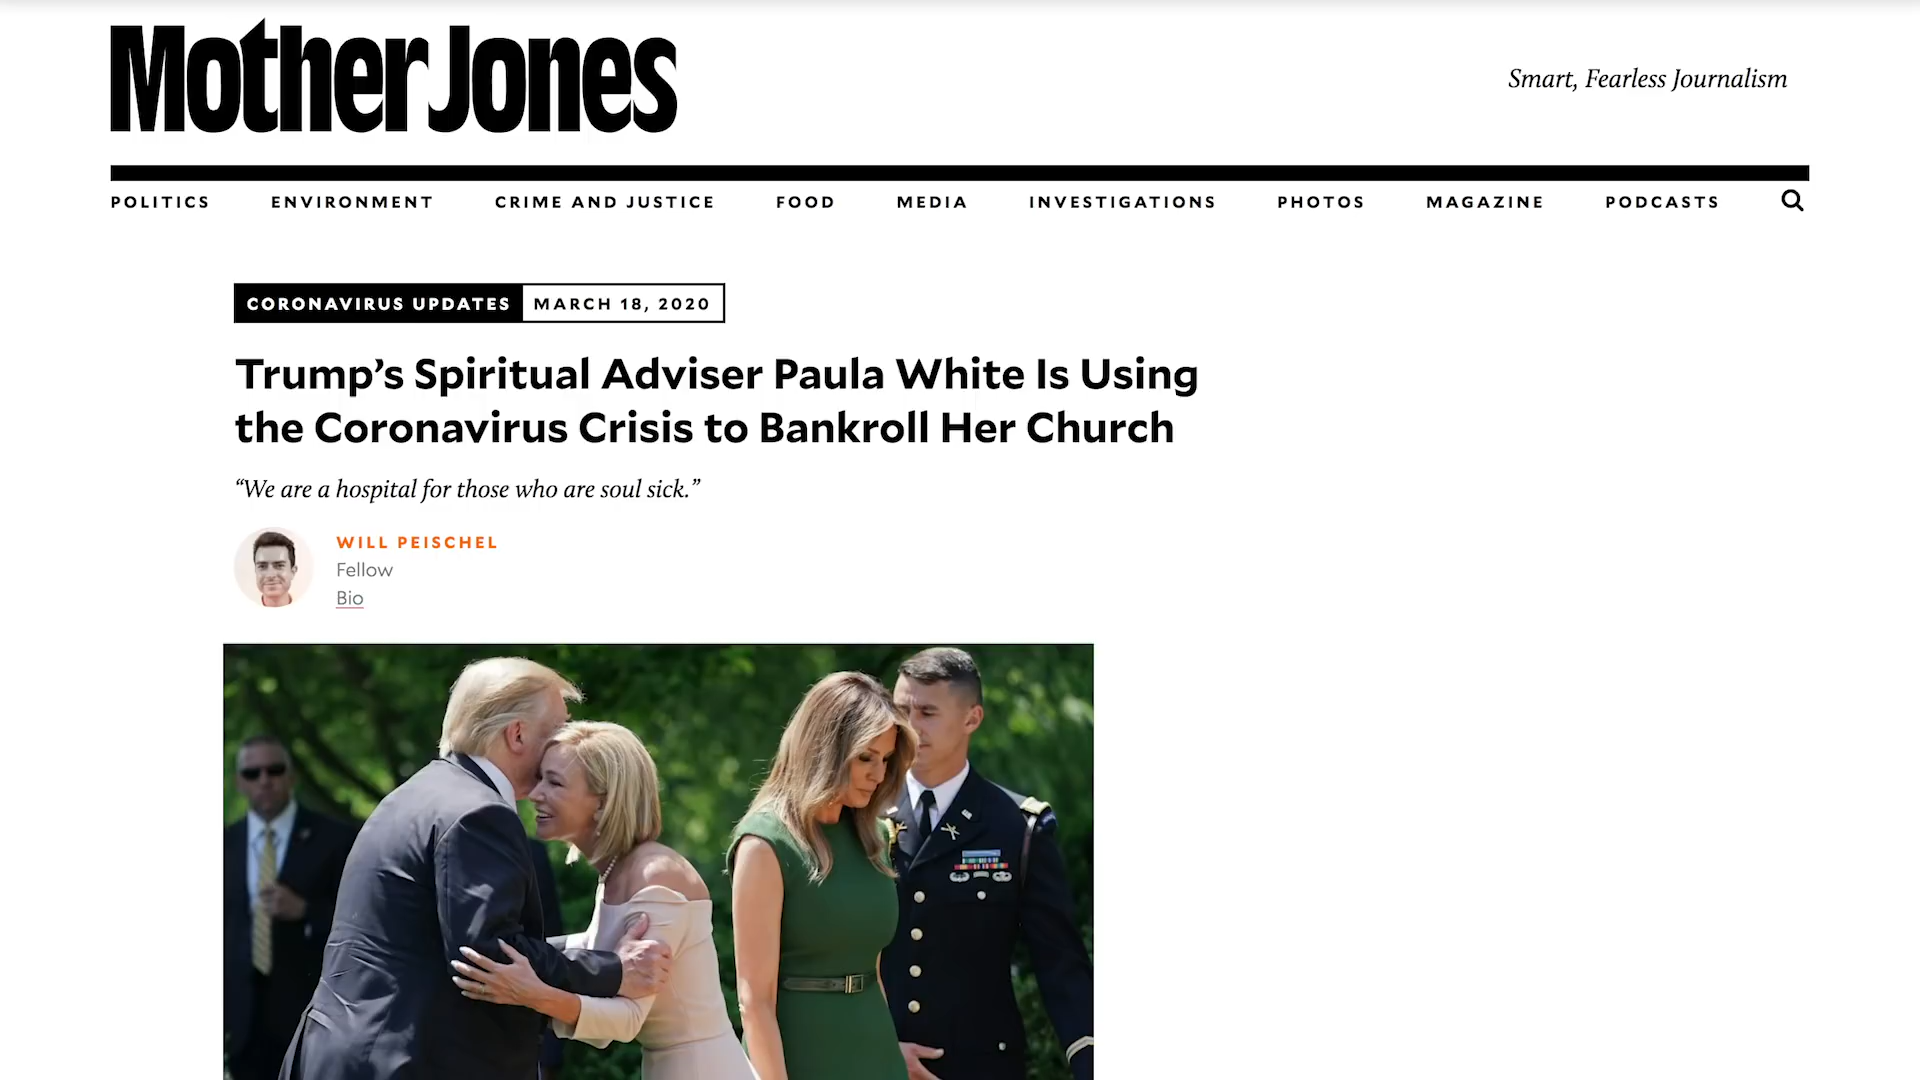 Mother Jones
Smart, Fearless Journalism
POLITICS ENVIRONMENT CRIME AND JUSTICE FOOD MEDIA INVESTIGATIONS PHOTOS MAGAZINE PODCASTS
CORONAVIRUS UPDATES MARCH 18, 2020
Trump’s Spiritual Adviser Paula White Is Using
the Coronavirus Crisis to Bankroll Her Church
“We are a hospital for those who are soul sick.”
WILL PEISCHEL
Fellow
Bio